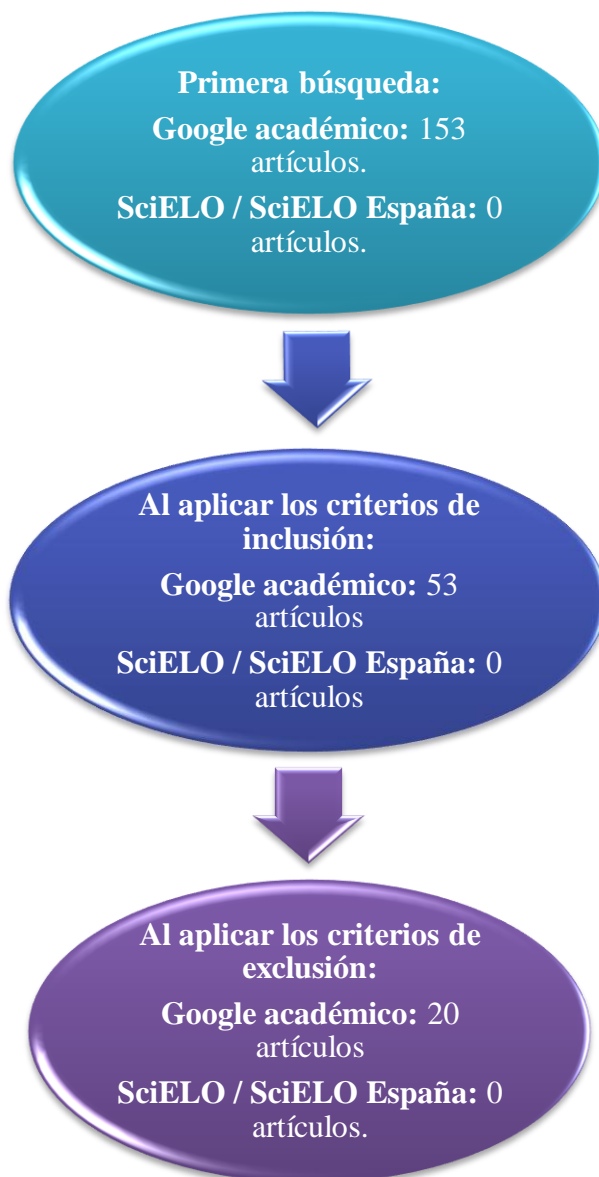 Primera búsqueda:
Google académico: 153
artículos.
SciELO / SciELO España: 0
artículos.
Al aplicar los criterios de
inclusión:
Google académico: 53
artículos
SciELO / SciELO España: 0
artículos
Al aplicar los criterios de
exclusión:
Google académico: 20
artículos
SciELO / SciELO España: 0
artículos.